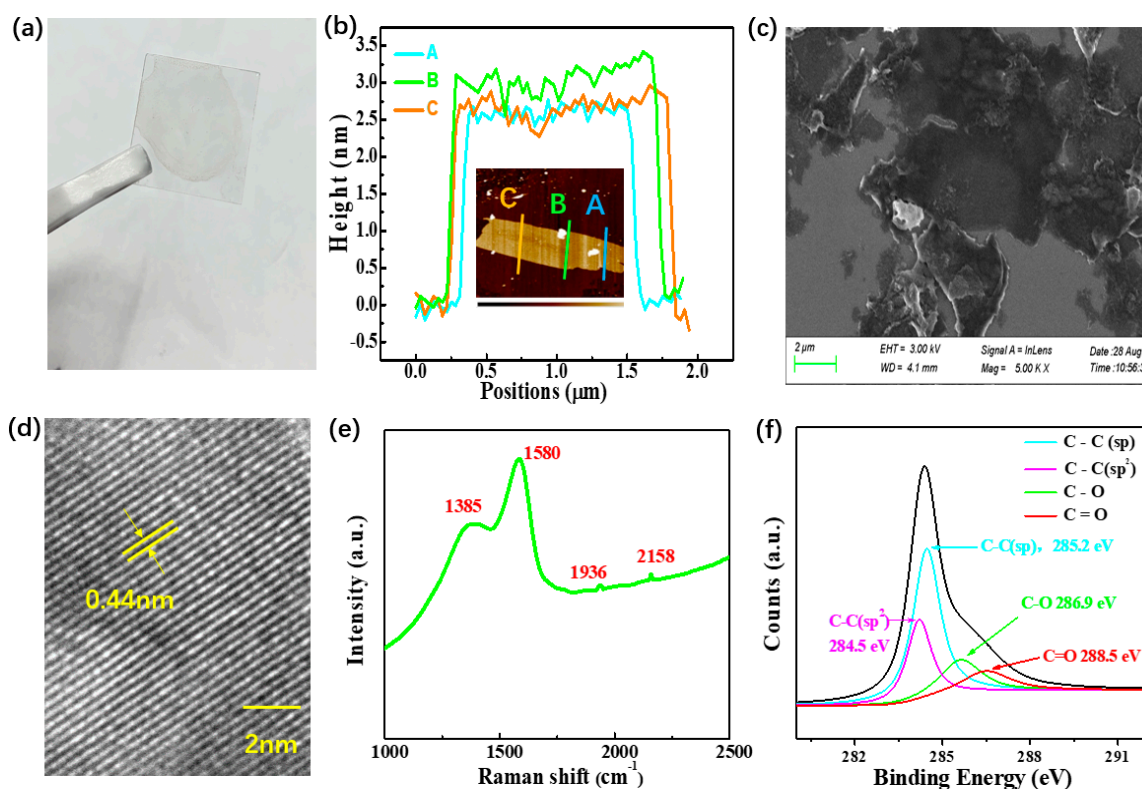 (a)
(b)
A
B
C
3.5
3.0
2.5
2.0
1.5
1.0
0.5
0.0
-0.5
Height (nm)
C
B
A
0.0 0.5 1.0 1.5 2.0
Positions (μm)
(c)
2 μm
EHT = 3.00 kV
WD = 4.1 mm
Signal A = InLens
Mag = 5.00 K X
Date :28 Aug
Time :10:56:3
(d)
0.44nm
2nm
(e)
1385
1580
1936
2158
Intensity (a.u.)
1000 1500 2000 2500
Raman shift (cm⁻¹)
(f)
C - C (sp)
C - C(sp²)
C - O
C = O
C-C(sp), 285.2 eV
C-O 286.9 eV
C-C(sp²)
284.5 eV
C=O 288.5 eV
Counts (a.u.)
282 285 288 291
Binding Energy (eV)